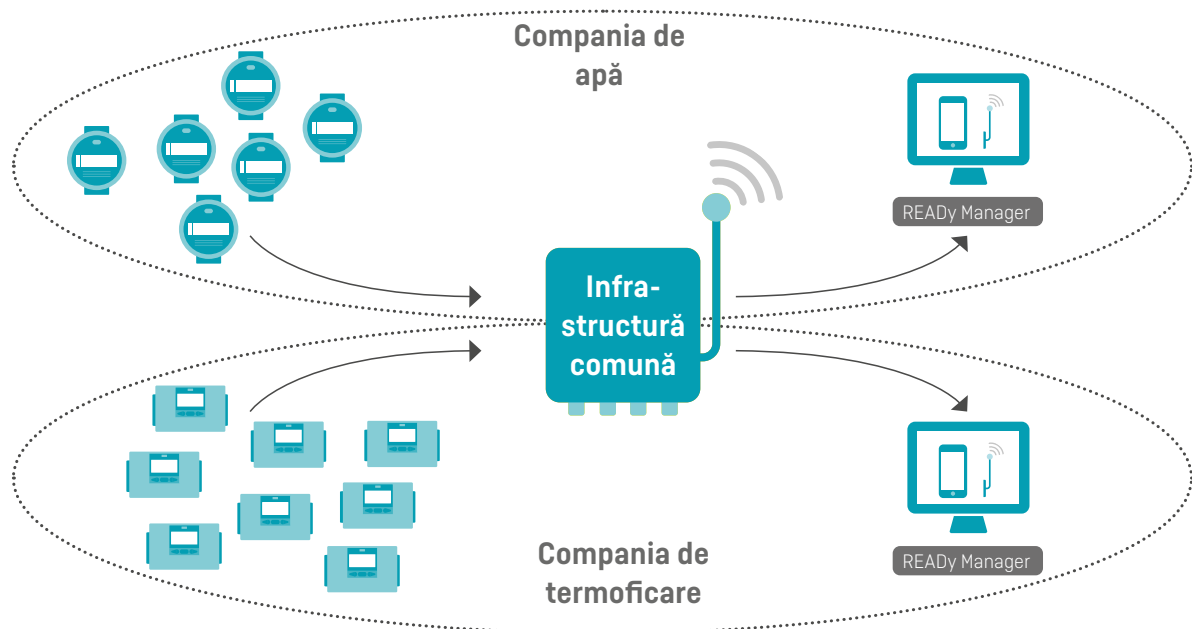 Compania de
apă
READy Manager
Infra-
structură
comună
Compania de
termoficare
READy Manager